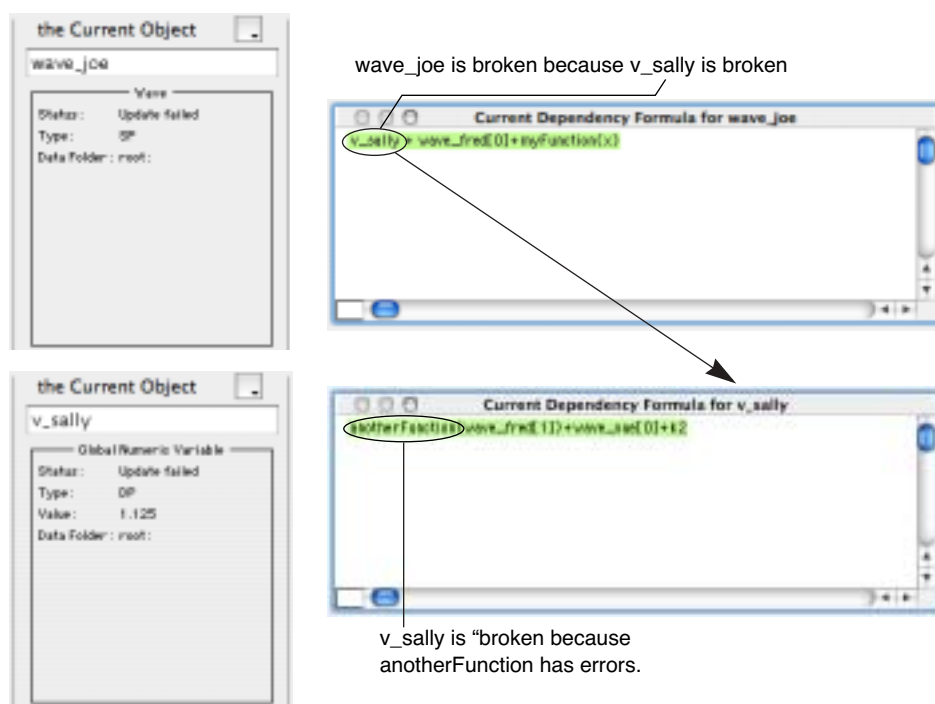 the Current Object
wave_joe
Wave
Status: Update failed
Type: SP
Data Folder: root:
wave_joe is broken because v_sally is broken
Current Dependency Formula for wave_joe
v_sally + wave_fred[0]+myFunction(x)
the Current Object
v_sally
Global Numeric Variable
Status: Update failed
Type: DP
Value: 1.125
Data Folder: root:
Current Dependency Formula for v_sally
anotherFunction(wave_fred[1])+wave_sue[0]+k2
v_sally is “broken because
anotherFunction has errors.